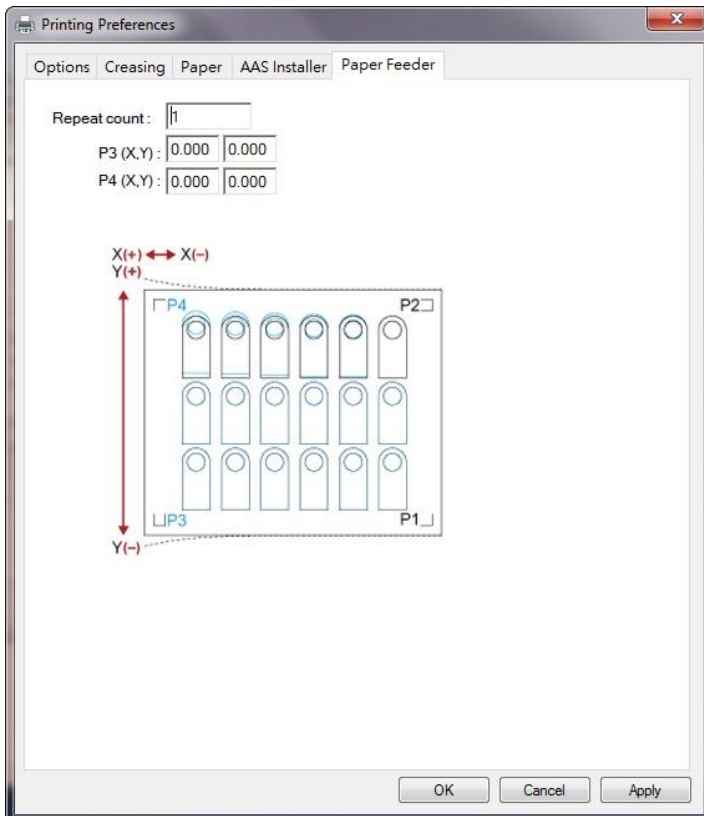 Printing Preferences
Options Creasing Paper AAS Installer Paper Feeder
Repeat count : 1
P3 (X,Y) : 0.000 0.000
P4 (X,Y) : 0.000 0.000
X(+) X(−)
Y(+)
P4 P2
P3 P1
Y(−)
OK Cancel Apply